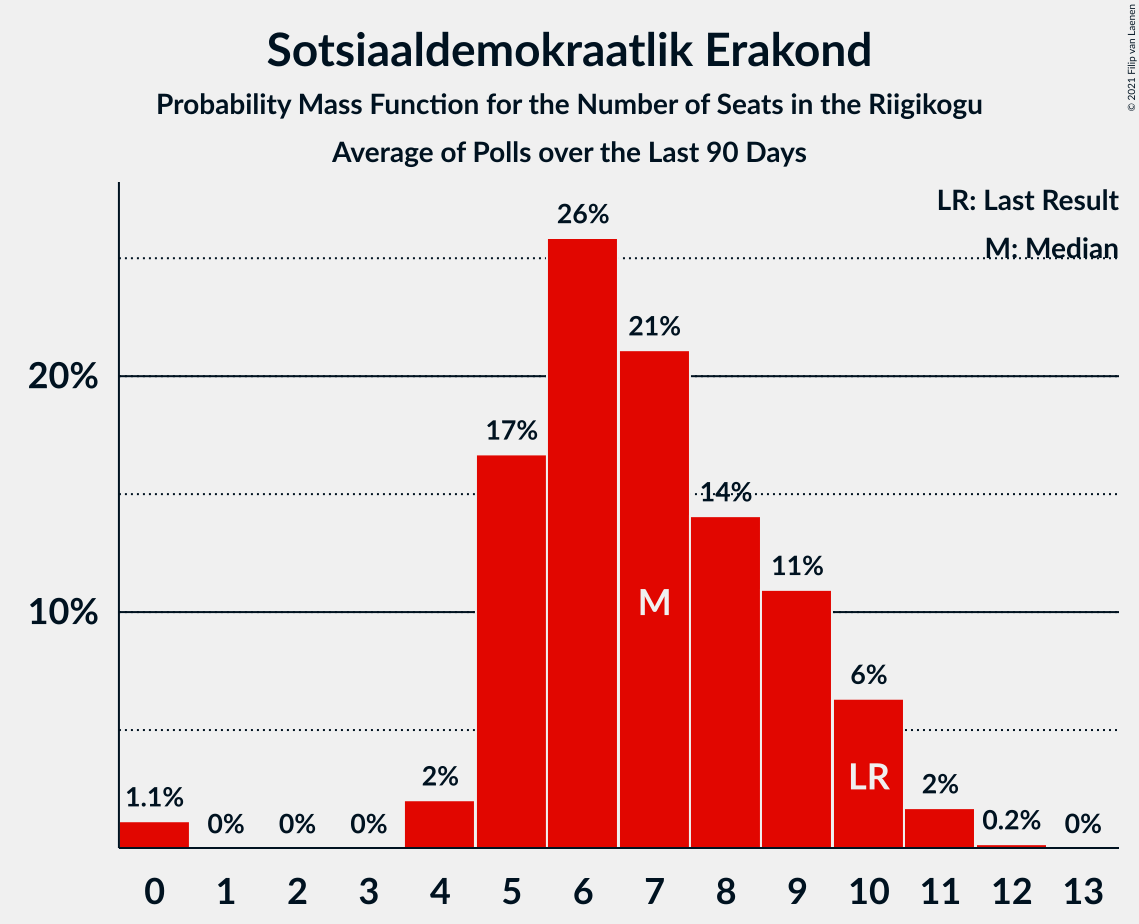 Sotsiaaldemokraatlik Erakond
Probability Mass Function for the Number of Seats in the Riigikogu
Average of Polls over the Last 90 Days
© 2021 Filip van Laenen
LR: Last Result
M: Median
26%
21%
20%
17%
14%
11%
10%
M
6%
LR
2%
2%
1.1%
0%
0%
0%
0.2%
0%
0 1 2 3 4 5 6 7 8 9 10 11 12 13